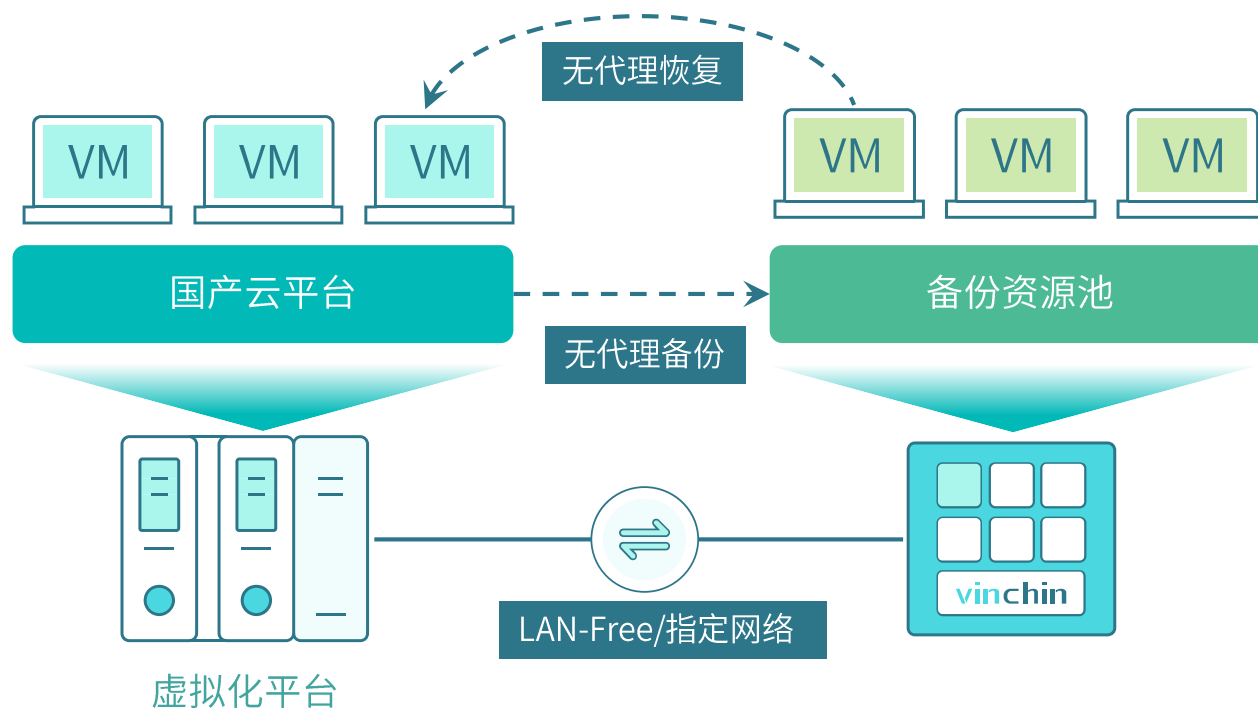 无代理恢复
VM
VM
VM
VM
VM
VM
国产云平台
备份资源池
无代理备份
vinchin
LAN-Free/指定网络
虚拟化平台